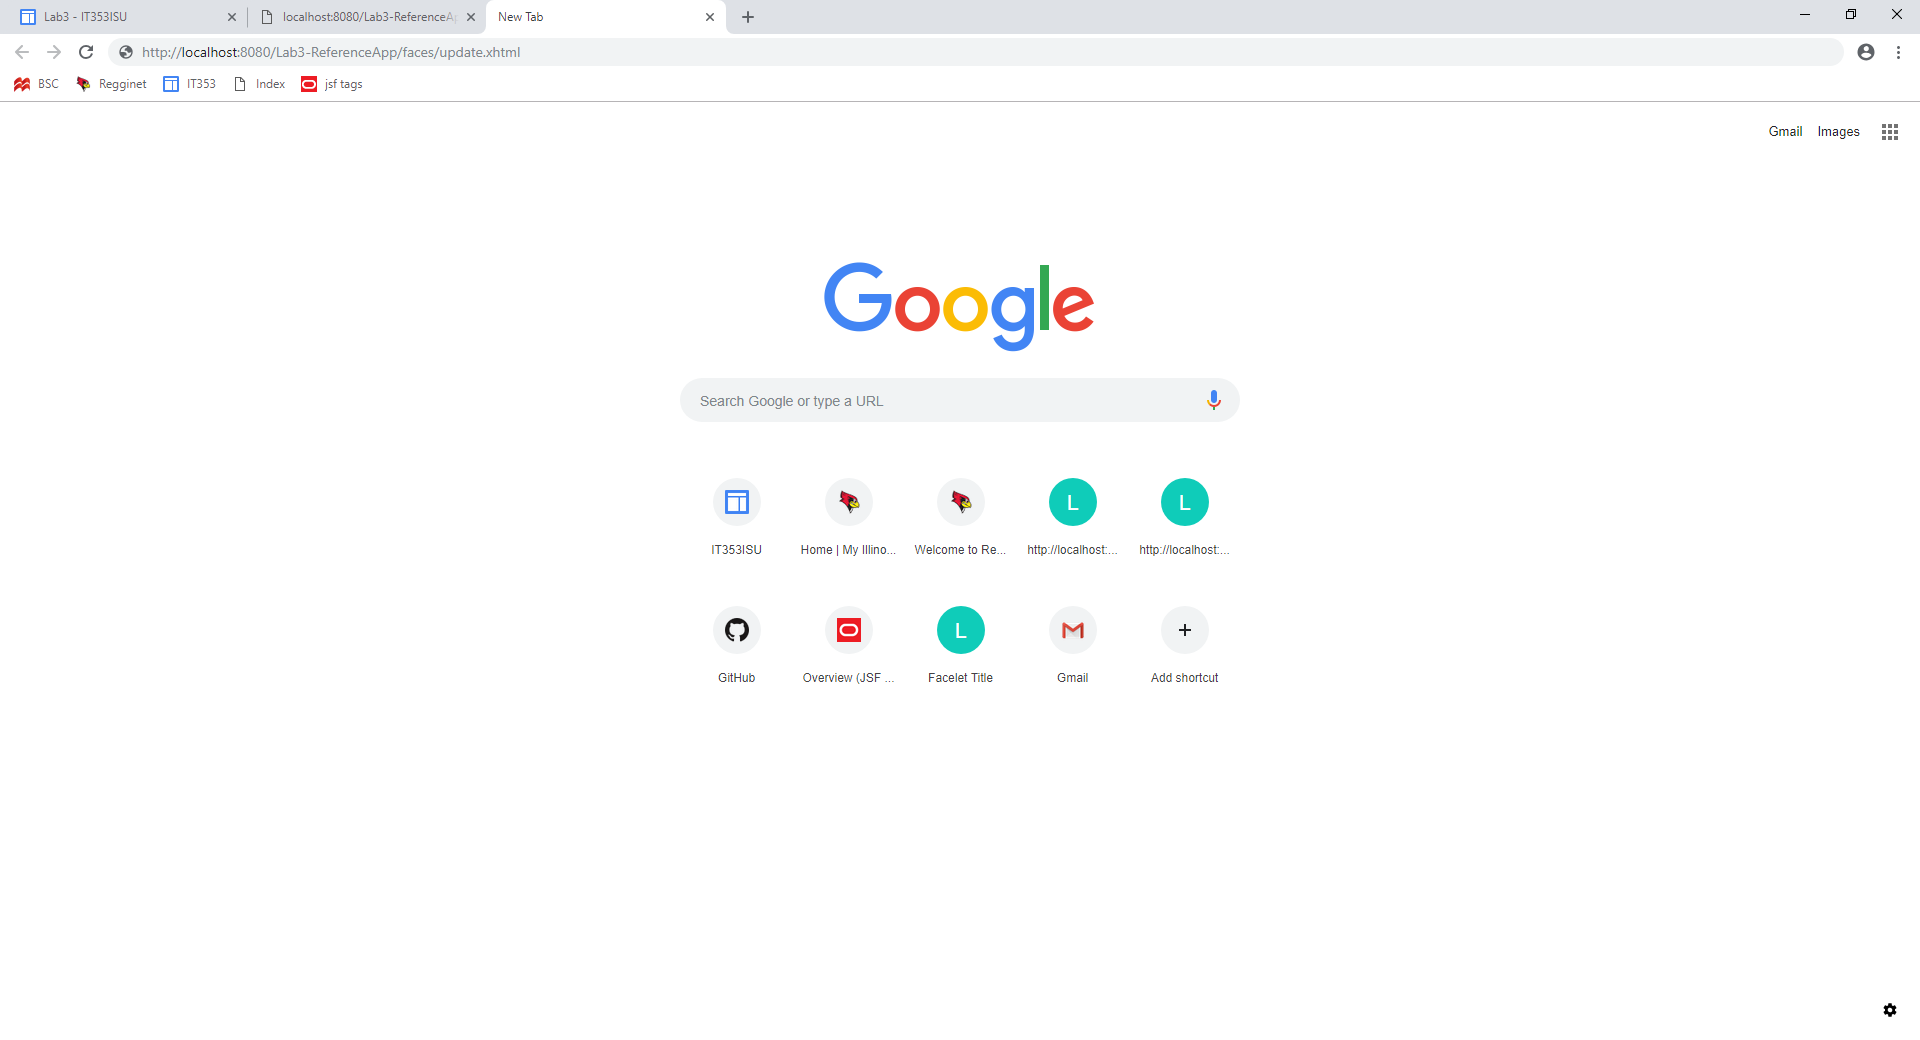 Lab3 - IT353ISU
localhost:8080/Lab3-ReferenceAp
New Tab
http://localhost:8080/Lab3-ReferenceApp/faces/update.xhtml
BSC Regginet IT353 Index jsf tags
Gmail Images
Google
Search Google or type a URL
L L
IT353ISU Home | My Illino... Welcome to Re... http://localhost:... http://localhost:...
L
GitHub Overview (JSF ... Facelet Title Gmail Add shortcut